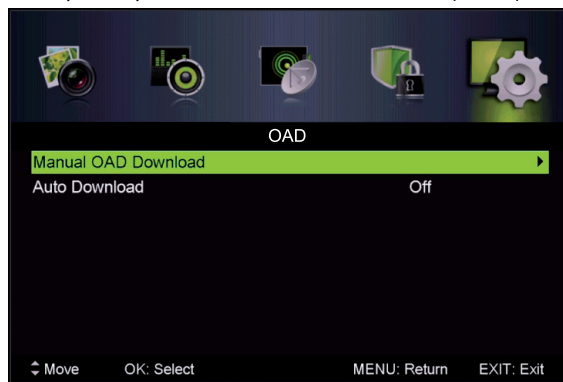 OAD
Manual OAD Download
Auto Download Off
Move OK: Select MENU: Return EXIT: Exit